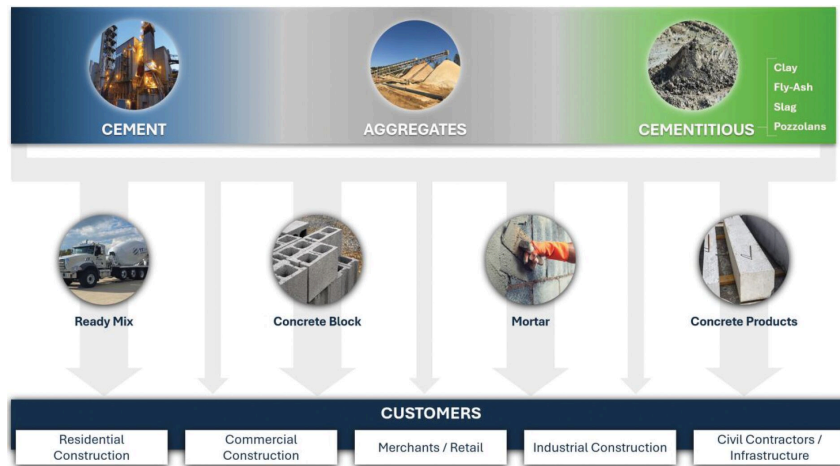 CEMENT
AGGREGATES
CEMENTITIOUS
Clay
Fly-Ash
Slag
Pozzolans
Ready Mix
Concrete Block
Mortar
Concrete Products
CUSTOMERS
Residential
Construction
Commercial
Construction
Merchants / Retail
Industrial Construction
Civil Contractors /
Infrastructure